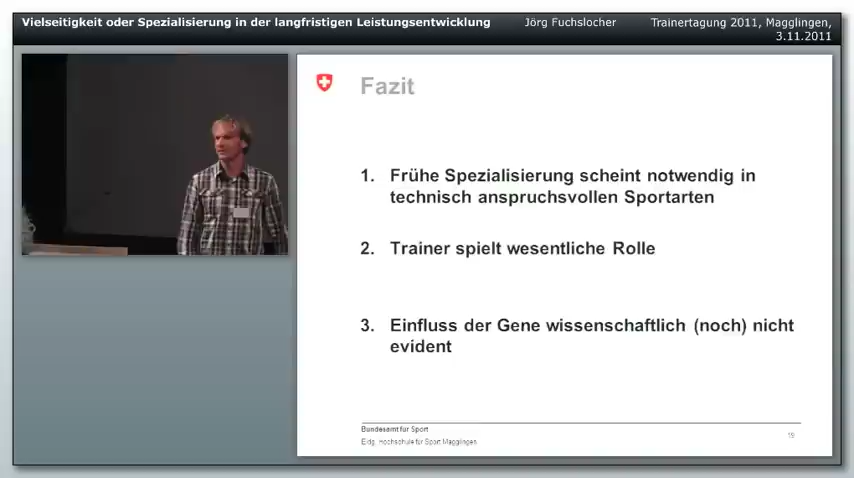 Vielseitigkeit oder Spezialisierung in der langfristigen Leistungsentwicklung
Jörg Fuchslocher
Trainertagung 2011, Magglingen,
3.11.2011
Fazit
1. Frühe Spezialisierung scheint notwendig in
technisch anspruchsvollen Sportarten
2. Trainer spielt wesentliche Rolle
3. Einfluss der Gene wissenschaftlich (noch) nicht
evident
Bundesamt für Sport
Eidg. Hochschule für Sport Magglingen
19